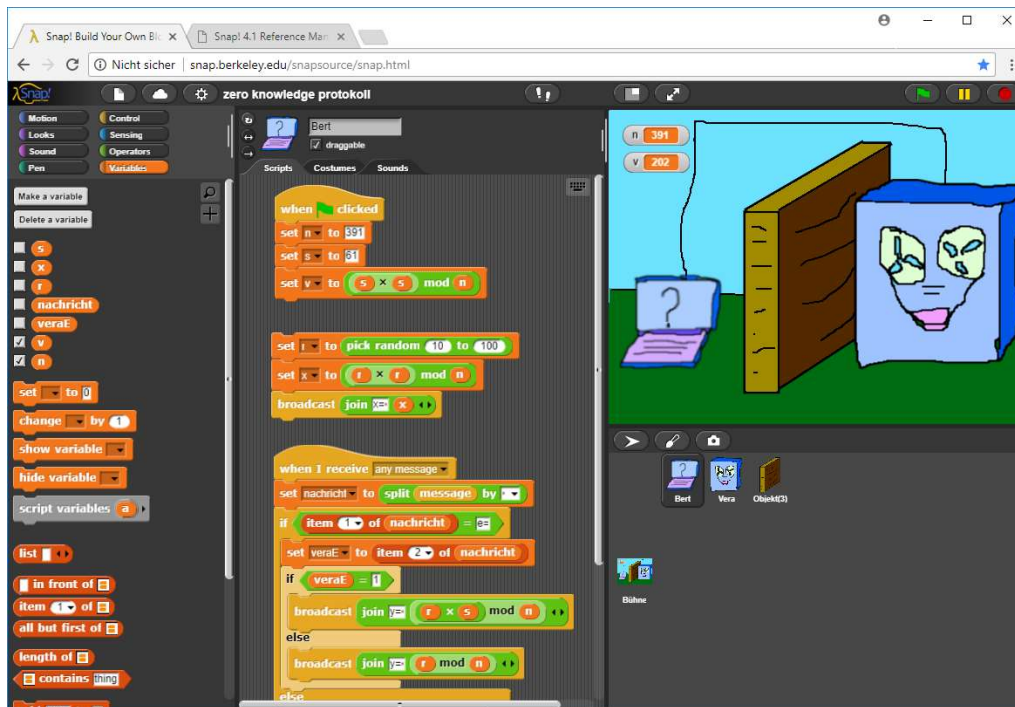 Snap! Build Your Own Blo
Snap! 4.1 Reference Man
Nicht sicher | snap.berkeley.edu/snapsource/snap.html
Snap!
zero knowledge protokoll
Motion Control
Looks Sensing
Sound Operators
Pen Variables
Make a variable
Delete a variable
s
x
r
nachricht
veraE
v
n
set to 0
change by 1
show variable
hide variable
script variables a
list
in front of
item 1 of
all but first of
length of
contains thing
Bert
draggable
Scripts Costumes Sounds
when clicked
set n to 391
set s to 61
set v to s × s mod n
set r to pick random 10 to 100
set x to r × r mod n
broadcast join x= x
when I receive any message
set nachricht to split message by
if item 1 of nachricht = e=
set veraE to item 2 of nachricht
if veraE = 1
broadcast join y= r × s mod n
else
broadcast join y= r mod n
else
n 391
v 202
?
Bert Vera Objekt(3)
Bühne